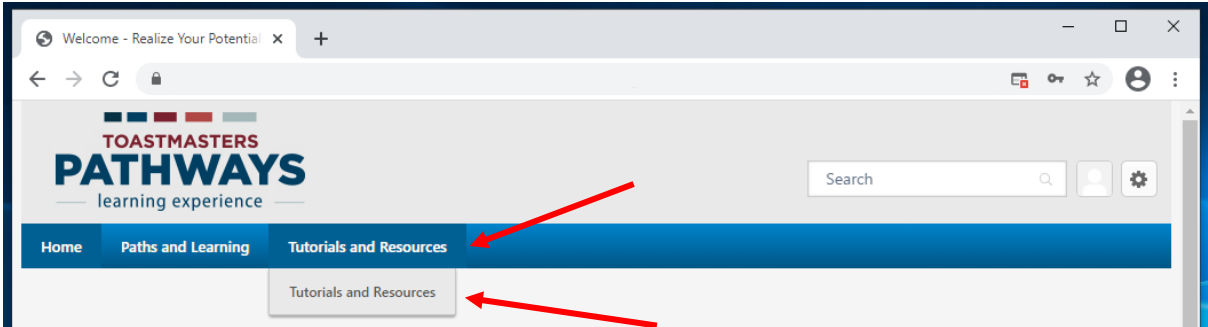 Welcome - Realize Your Potential
TOASTMASTERS
PATHWAYS
learning experience
Search
Home Paths and Learning Tutorials and Resources
Tutorials and Resources